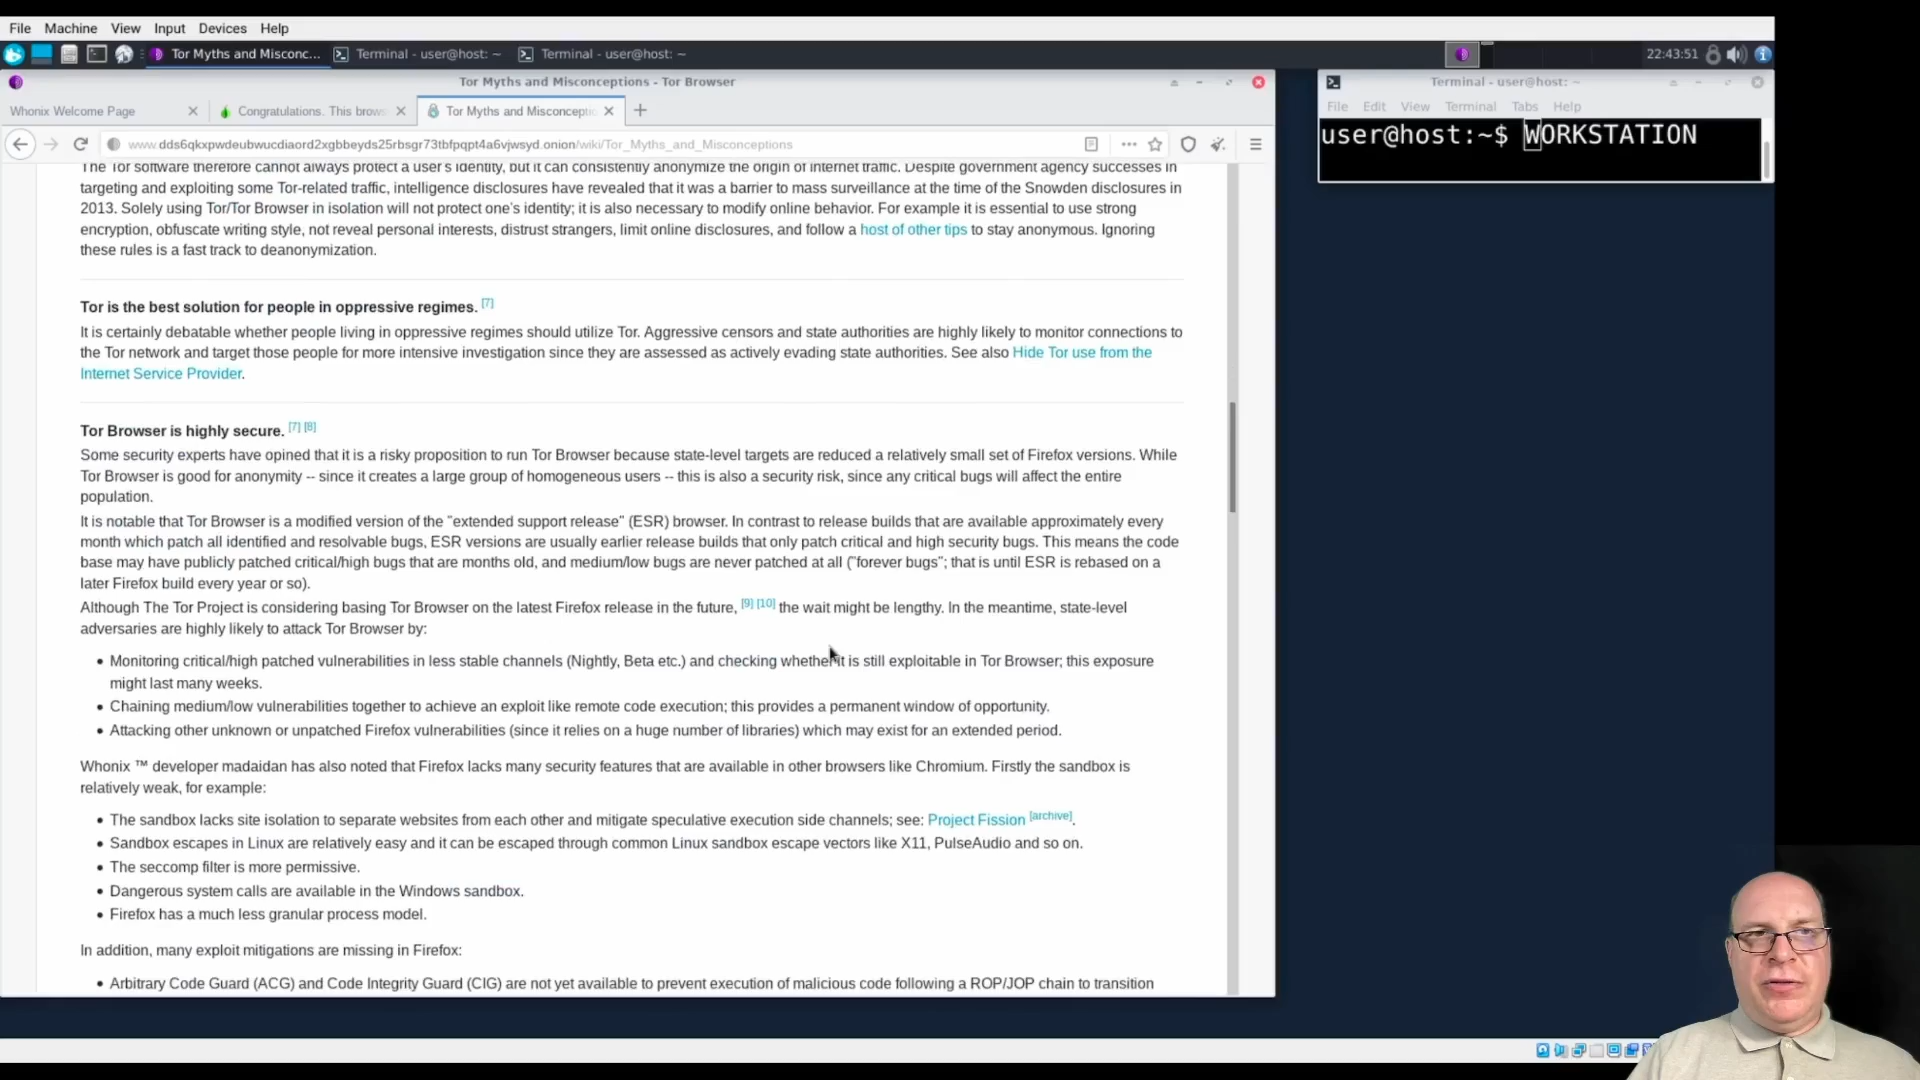 File Machine View Input Devices Help
Tor Myths and Misconc... Terminal - user@host: ~ Terminal - user@host: ~ 22:43:51
Tor Myths and Misconceptions - Tor Browser
Whonix Welcome Page Congratulations. This brows Tor Myths and Misconceptic
www.dds6qkxpwdeubwucdiaord2xgbbeyds25rbsgr73tbfpqpt4a6vjwsyd.onion/wiki/Tor_Myths_and_Misconceptions
The Tor software therefore cannot always protect a user's identity, but it can consistently anonymize the origin of internet traffic. Despite government agency successes in
targeting and exploiting some Tor-related traffic, intelligence disclosures have revealed that it was a barrier to mass surveillance at the time of the Snowden disclosures in
2013. Solely using Tor/Tor Browser in isolation will not protect one's identity; it is also necessary to modify online behavior. For example it is essential to use strong
encryption, obfuscate writing style, not reveal personal interests, distrust strangers, limit online disclosures, and follow a host of other tips to stay anonymous. Ignoring
these rules is a fast track to deanonymization.
Tor is the best solution for people in oppressive regimes. [7]
It is certainly debatable whether people living in oppressive regimes should utilize Tor. Aggressive censors and state authorities are highly likely to monitor connections to
the Tor network and target those people for more intensive investigation since they are assessed as actively evading state authorities. See also Hide Tor use from the
Internet Service Provider.
Tor Browser is highly secure. [7] [8]
Some security experts have opined that it is a risky proposition to run Tor Browser because state-level targets are reduced a relatively small set of Firefox versions. While
Tor Browser is good for anonymity -- since it creates a large group of homogeneous users -- this is also a security risk, since any critical bugs will affect the entire
population.
It is notable that Tor Browser is a modified version of the "extended support release" (ESR) browser. In contrast to release builds that are available approximately every
month which patch all identified and resolvable bugs, ESR versions are usually earlier release builds that only patch critical and high security bugs. This means the code
base may have publicly patched critical/high bugs that are months old, and medium/low bugs are never patched at all ("forever bugs"; that is until ESR is rebased on a
later Firefox build every year or so).
Although The Tor Project is considering basing Tor Browser on the latest Firefox release in the future, [9] [10] the wait might be lengthy. In the meantime, state-level
adversaries are highly likely to attack Tor Browser by:
• Monitoring critical/high patched vulnerabilities in less stable channels (Nightly, Beta etc.) and checking whether it is still exploitable in Tor Browser; this exposure
might last many weeks.
• Chaining medium/low vulnerabilities together to achieve an exploit like remote code execution; this provides a permanent window of opportunity.
• Attacking other unknown or unpatched Firefox vulnerabilities (since it relies on a huge number of libraries) which may exist for an extended period.
Whonix ™ developer madaidan has also noted that Firefox lacks many security features that are available in other browsers like Chromium. Firstly the sandbox is
relatively weak, for example:
• The sandbox lacks site isolation to separate websites from each other and mitigate speculative execution side channels; see: Project Fission [archive].
• Sandbox escapes in Linux are relatively easy and it can be escaped through common Linux sandbox escape vectors like X11, PulseAudio and so on.
• The seccomp filter is more permissive.
• Dangerous system calls are available in the Windows sandbox.
• Firefox has a much less granular process model.
In addition, many exploit mitigations are missing in Firefox:
• Arbitrary Code Guard (ACG) and Code Integrity Guard (CIG) are not yet available to prevent execution of malicious code following a ROP/JOP chain to transition
Terminal - user@host: ~
File Edit View Terminal Tabs Help
user@host:~$ WORKSTATION